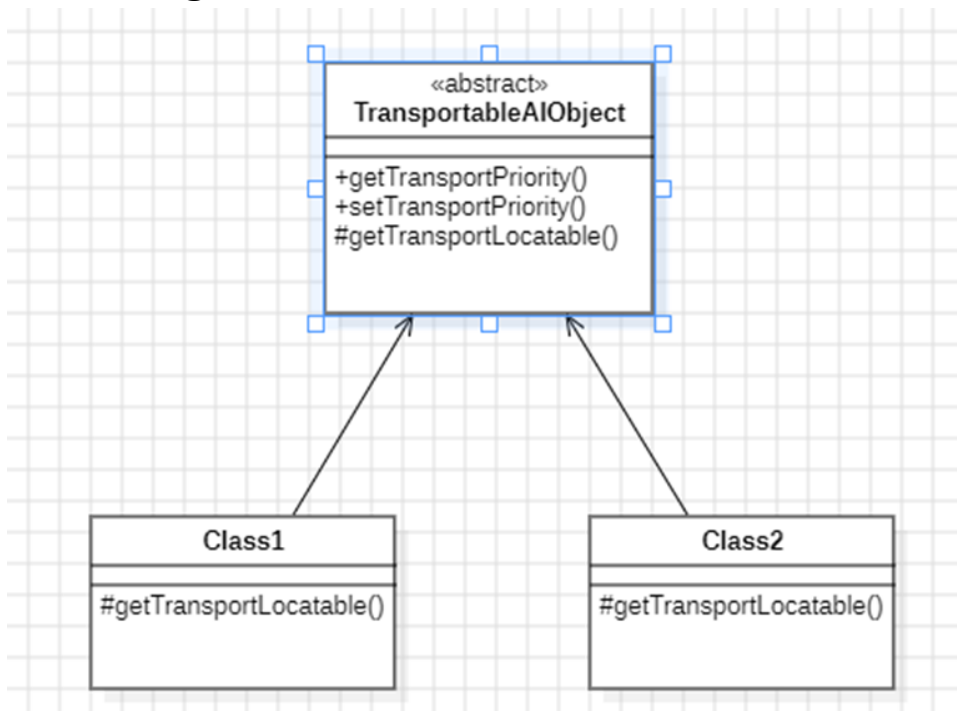 «abstract»
TransportableAIObject
+getTransportPriority()
+setTransportPriority()
#getTransportLocatable()
Class1
#getTransportLocatable()
Class2
#getTransportLocatable()